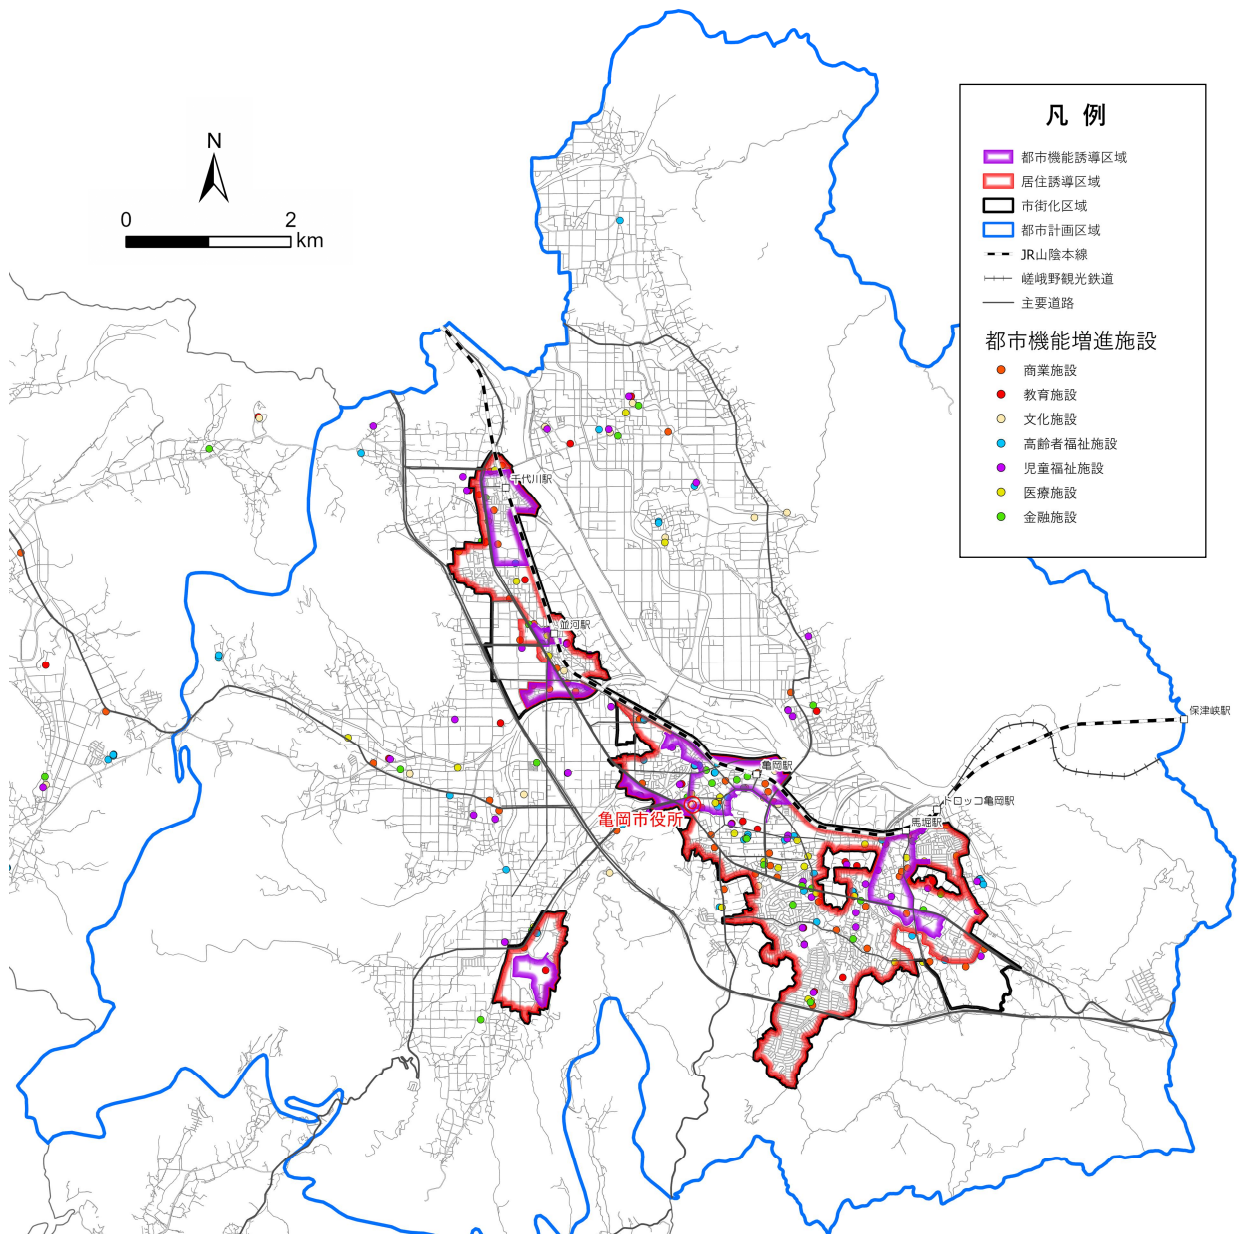 N
0 2
km
凡 例
都市機能誘導区域
居住誘導区域
市街化区域
都市計画区域
JR山陰本線
嵯峨野観光鉄道
主要道路
都市機能増進施設
商業施設
教育施設
文化施設
高齢者福祉施設
児童福祉施設
医療施設
金融施設
千代川駅
並河駅
保津峡駅
亀岡駅
トロッコ亀岡駅
亀岡市役所
馬堀駅